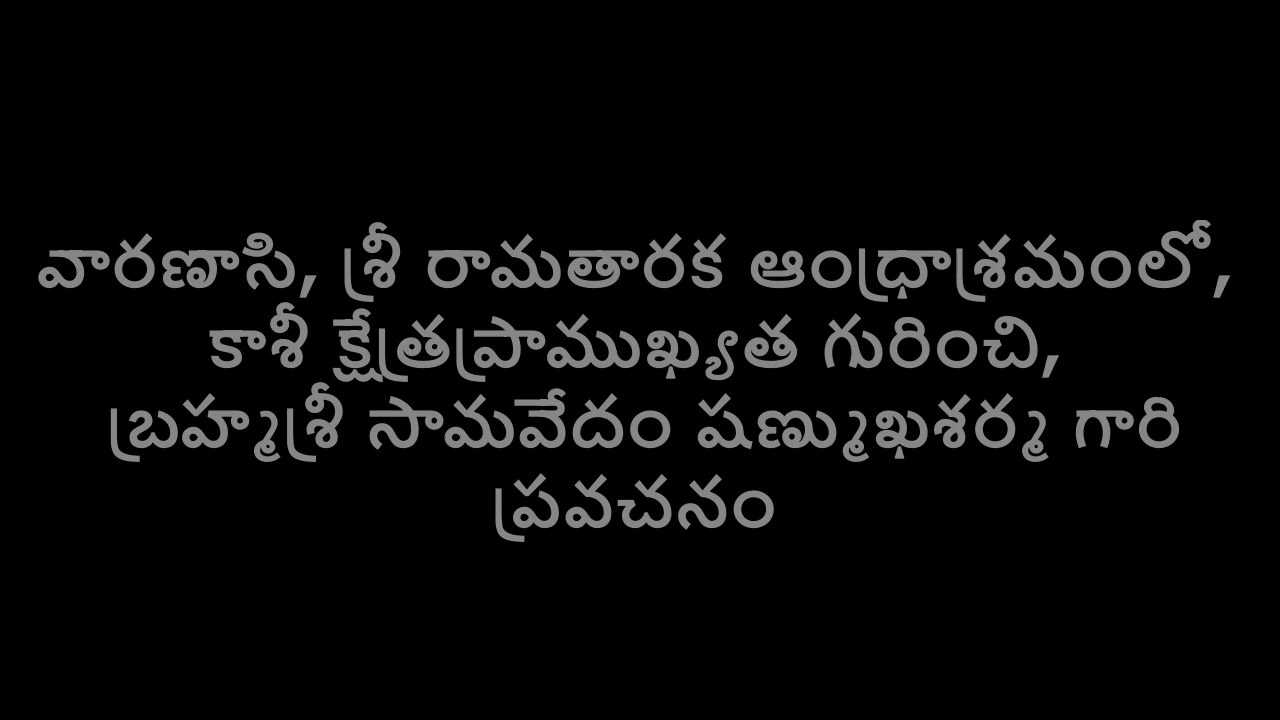 వారణాసి, శ్రీ రామతారక ఆంధ్రాశ్రమంలో,
కాశీ క్షేత్రప్రాముఖ్యత గురించి,
బ్రహ్మశ్రీ సామవేదం షణ్ముఖశర్మ గారి
ప్రవచనం